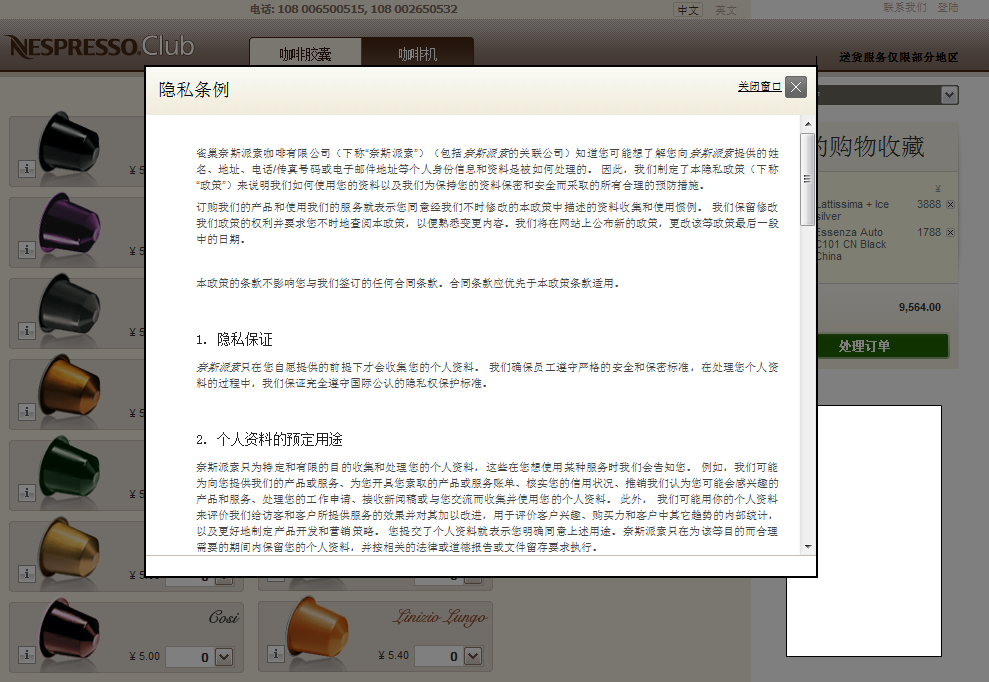 电话: 108 006500515, 108 002650532
中文
英文
联系我们
登陆
NESPRESSO.Club
咖啡胶囊
咖啡机
送货服务仅限部分地区
隐私条例
关闭窗口
雀巢奈斯派索咖啡有限公司（下称“奈斯派索”）（包括奈斯派索的关联公司）知道您可能想了解您向奈斯派索提供的姓
名、地址、电话/传真号码或电子邮件地址等个人身份信息和资料是被如何处理的。 因此，我们制定了本隐私政策（下称
“政策”）来说明我们如何使用您的资料以及我们为保持您的资料保密和安全而采取的所有合理的预防措施。
订购我们的产品和使用我们的服务就表示您同意经我们不时修改的本政策中描述的资料收集和使用惯例。 我们保留修改
我们政策的权利并要求您不时地查阅本政策，以便熟悉变更内容。我们将在网站上公布新的政策，更改该等政策最后一段
中的日期。
本政策的条款不影响您与我们签订的任何合同条款。合同条款应优先于本政策条款适用。
1. 隐私保证
奈斯派索只在您自愿提供的前提下才会收集您的个人资料。 我们确保员工遵守严格的安全和保密标准，在处理您个人资
料的过程中，我们保证完全遵守国际公认的隐私权保护标准。
2. 个人资料的预定用途
奈斯派索只为特定和有限的目的收集和处理您的个人资料，这些在您想使用某种服务时我们会告知您。 例如，我们可能
为向您提供我们的产品或服务、为您开具您索取的产品或服务账单、核实您的信用状况、推销我们认为您可能会感兴趣的
产品和服务、处理您的工作申请、接收新闻稿或与您交流而收集并使用您的个人资料。 此外， 我们可能用你的个人资料
来评价我们给访客和客户所提供服务的效果并对其加以改进，用于评价客户兴趣、购买力和客户中其它趋势的内部统计，
以及更好地制定产品开发和营销策略。 您提交了个人资料就表示您明确同意上述用途。奈斯派索只在为该等目的而合理
需要的期间内保留您的个人资料，并按相关的法律或道德报告或文件留存要求执行。
的购物收藏
¥
Lattissima + Ice 3888
silver
Essenza Auto 1788
C101 CN Black
China
9,564.00
处理订单
Cosi
¥ 5.00 0
Linizio Lungo
¥ 5.40 0